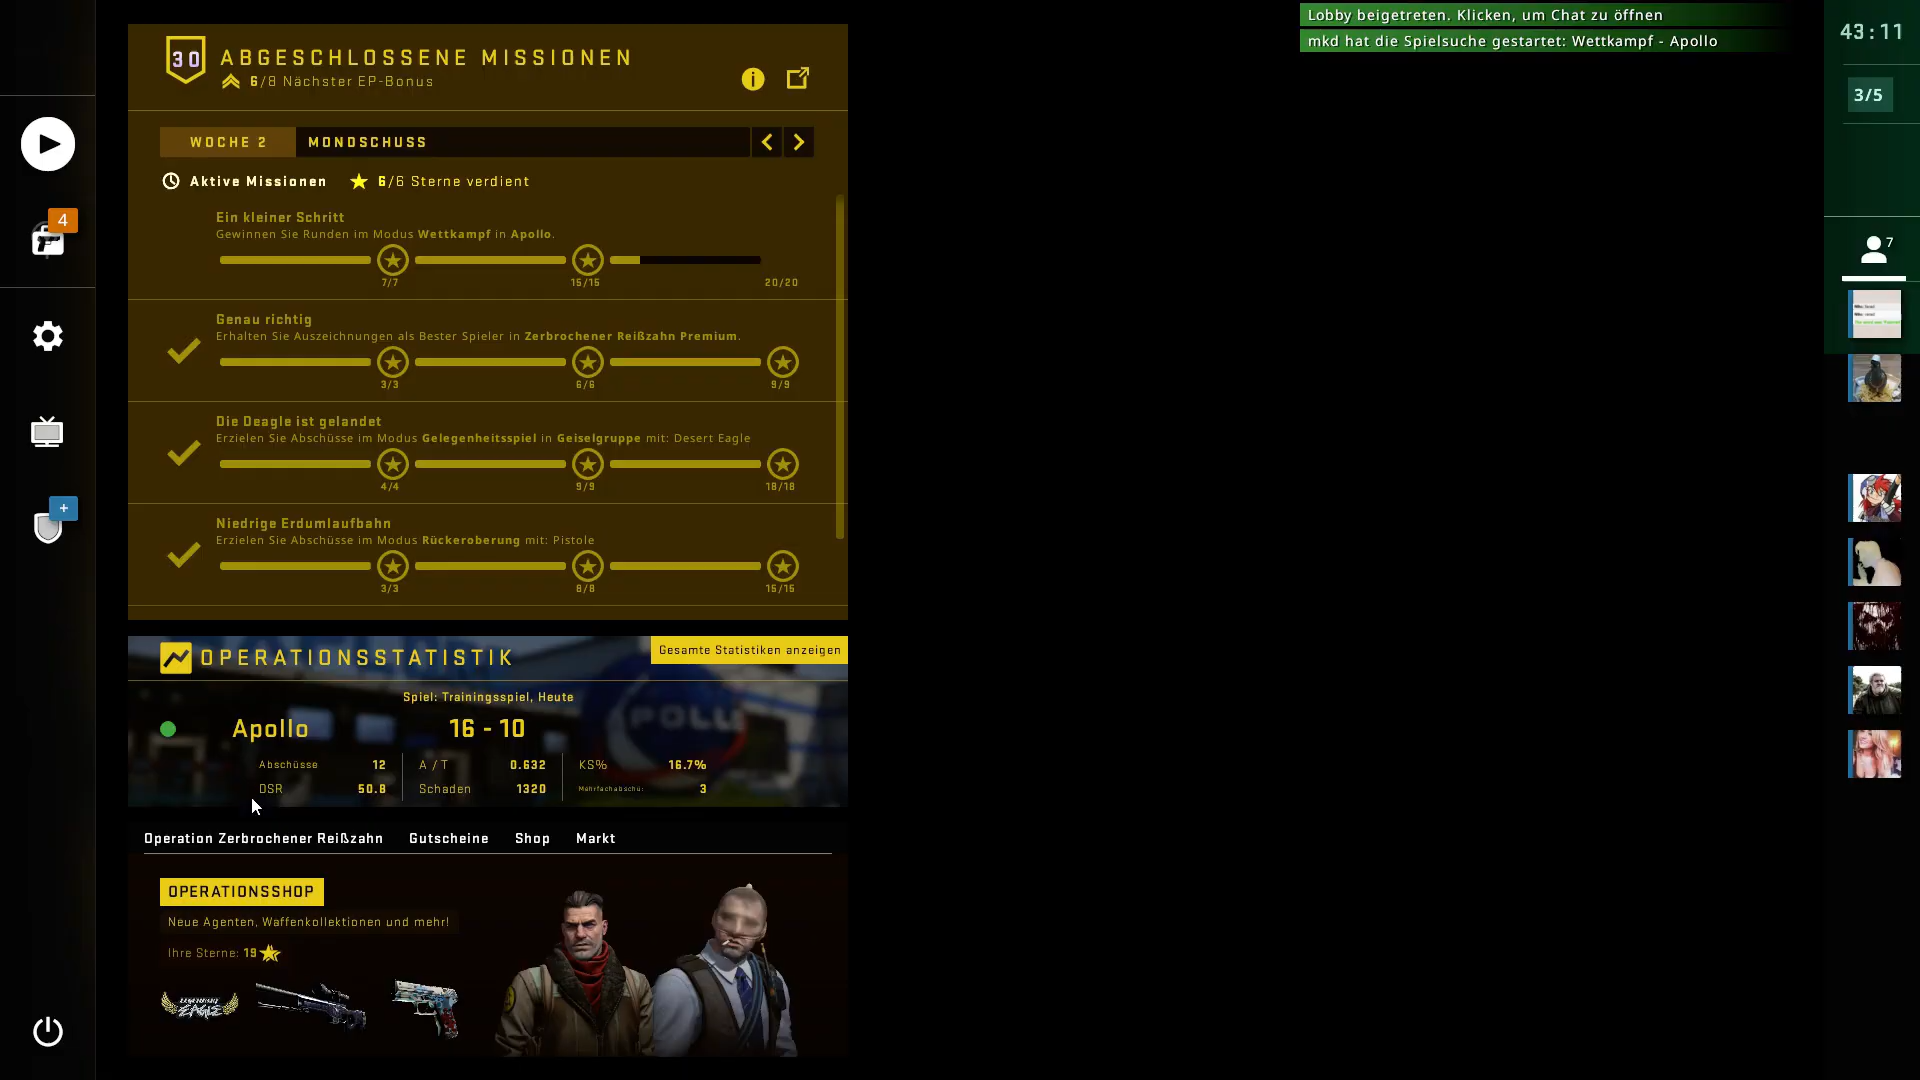 Lobby beigetreten. Klicken, um Chat zu öffnen
mkd hat die Spielsuche gestartet: Wettkampf - Apollo
43:11
3/5
7
4
+
30
ABGESCHLOSSENE MISSIONEN
6/8 Nächster EP-Bonus
WOCHE 2
MONDSCHUSS
Aktive Missionen
6/6 Sterne verdient
Ein kleiner Schritt
Gewinnen Sie Runden im Modus Wettkampf in Apollo.
7/7
15/15
20/20
Genau richtig
Erhalten Sie Auszeichnungen als Bester Spieler in Zerbrochener Reißzahn Premium.
3/3
6/6
9/9
Die Deagle ist gelandet
Erzielen Sie Abschüsse im Modus Gelegenheitsspiel in Geiselgruppe mit: Desert Eagle
4/4
9/9
18/18
Niedrige Erdumlaufbahn
Erzielen Sie Abschüsse im Modus Rückeroberung mit: Pistole
3/3
8/8
15/15
OPERATIONSSTATISTIK
Gesamte Statistiken anzeigen
Spiel: Trainingsspiel, Heute
Apollo
16 - 10
Abschüsse 12
A / T 0.632
KS% 16.7%
DSR 50.8
Schaden 1320
Mehrfachabschü: 3
Operation Zerbrochener Reißzahn
Gutscheine
Shop
Markt
OPERATIONSSHOP
Neue Agenten, Waffenkollektionen und mehr!
Ihre Sterne: 19
EAGLE